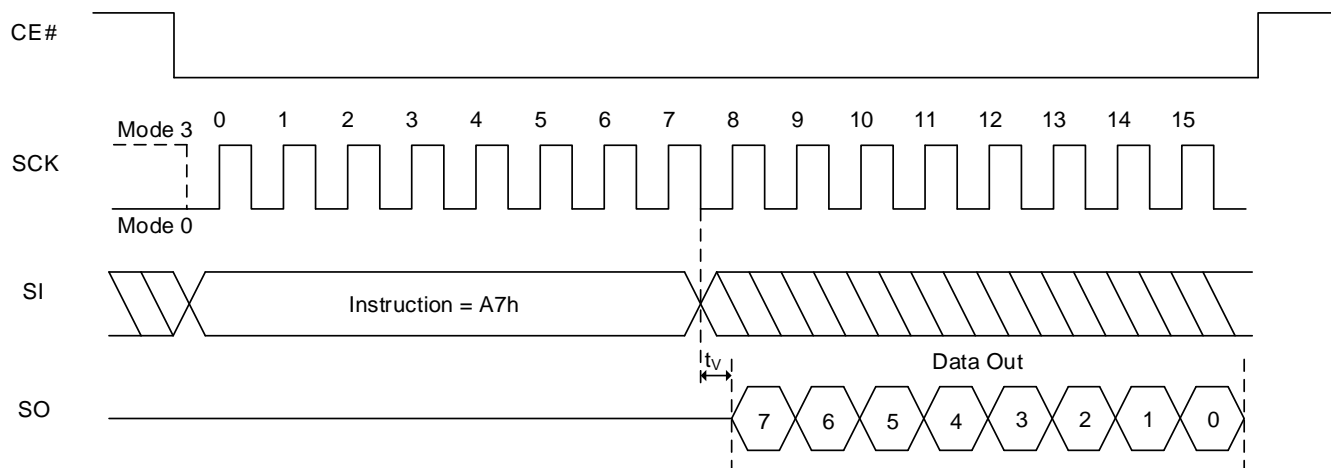 CE#
Mode 3
0 1 2 3 4 5 6 7 8 9 10 11 12 13 14 15
SCK
Mode 0
SI
Instruction = A7h
tV
Data Out
SO
7 6 5 4 3 2 1 0